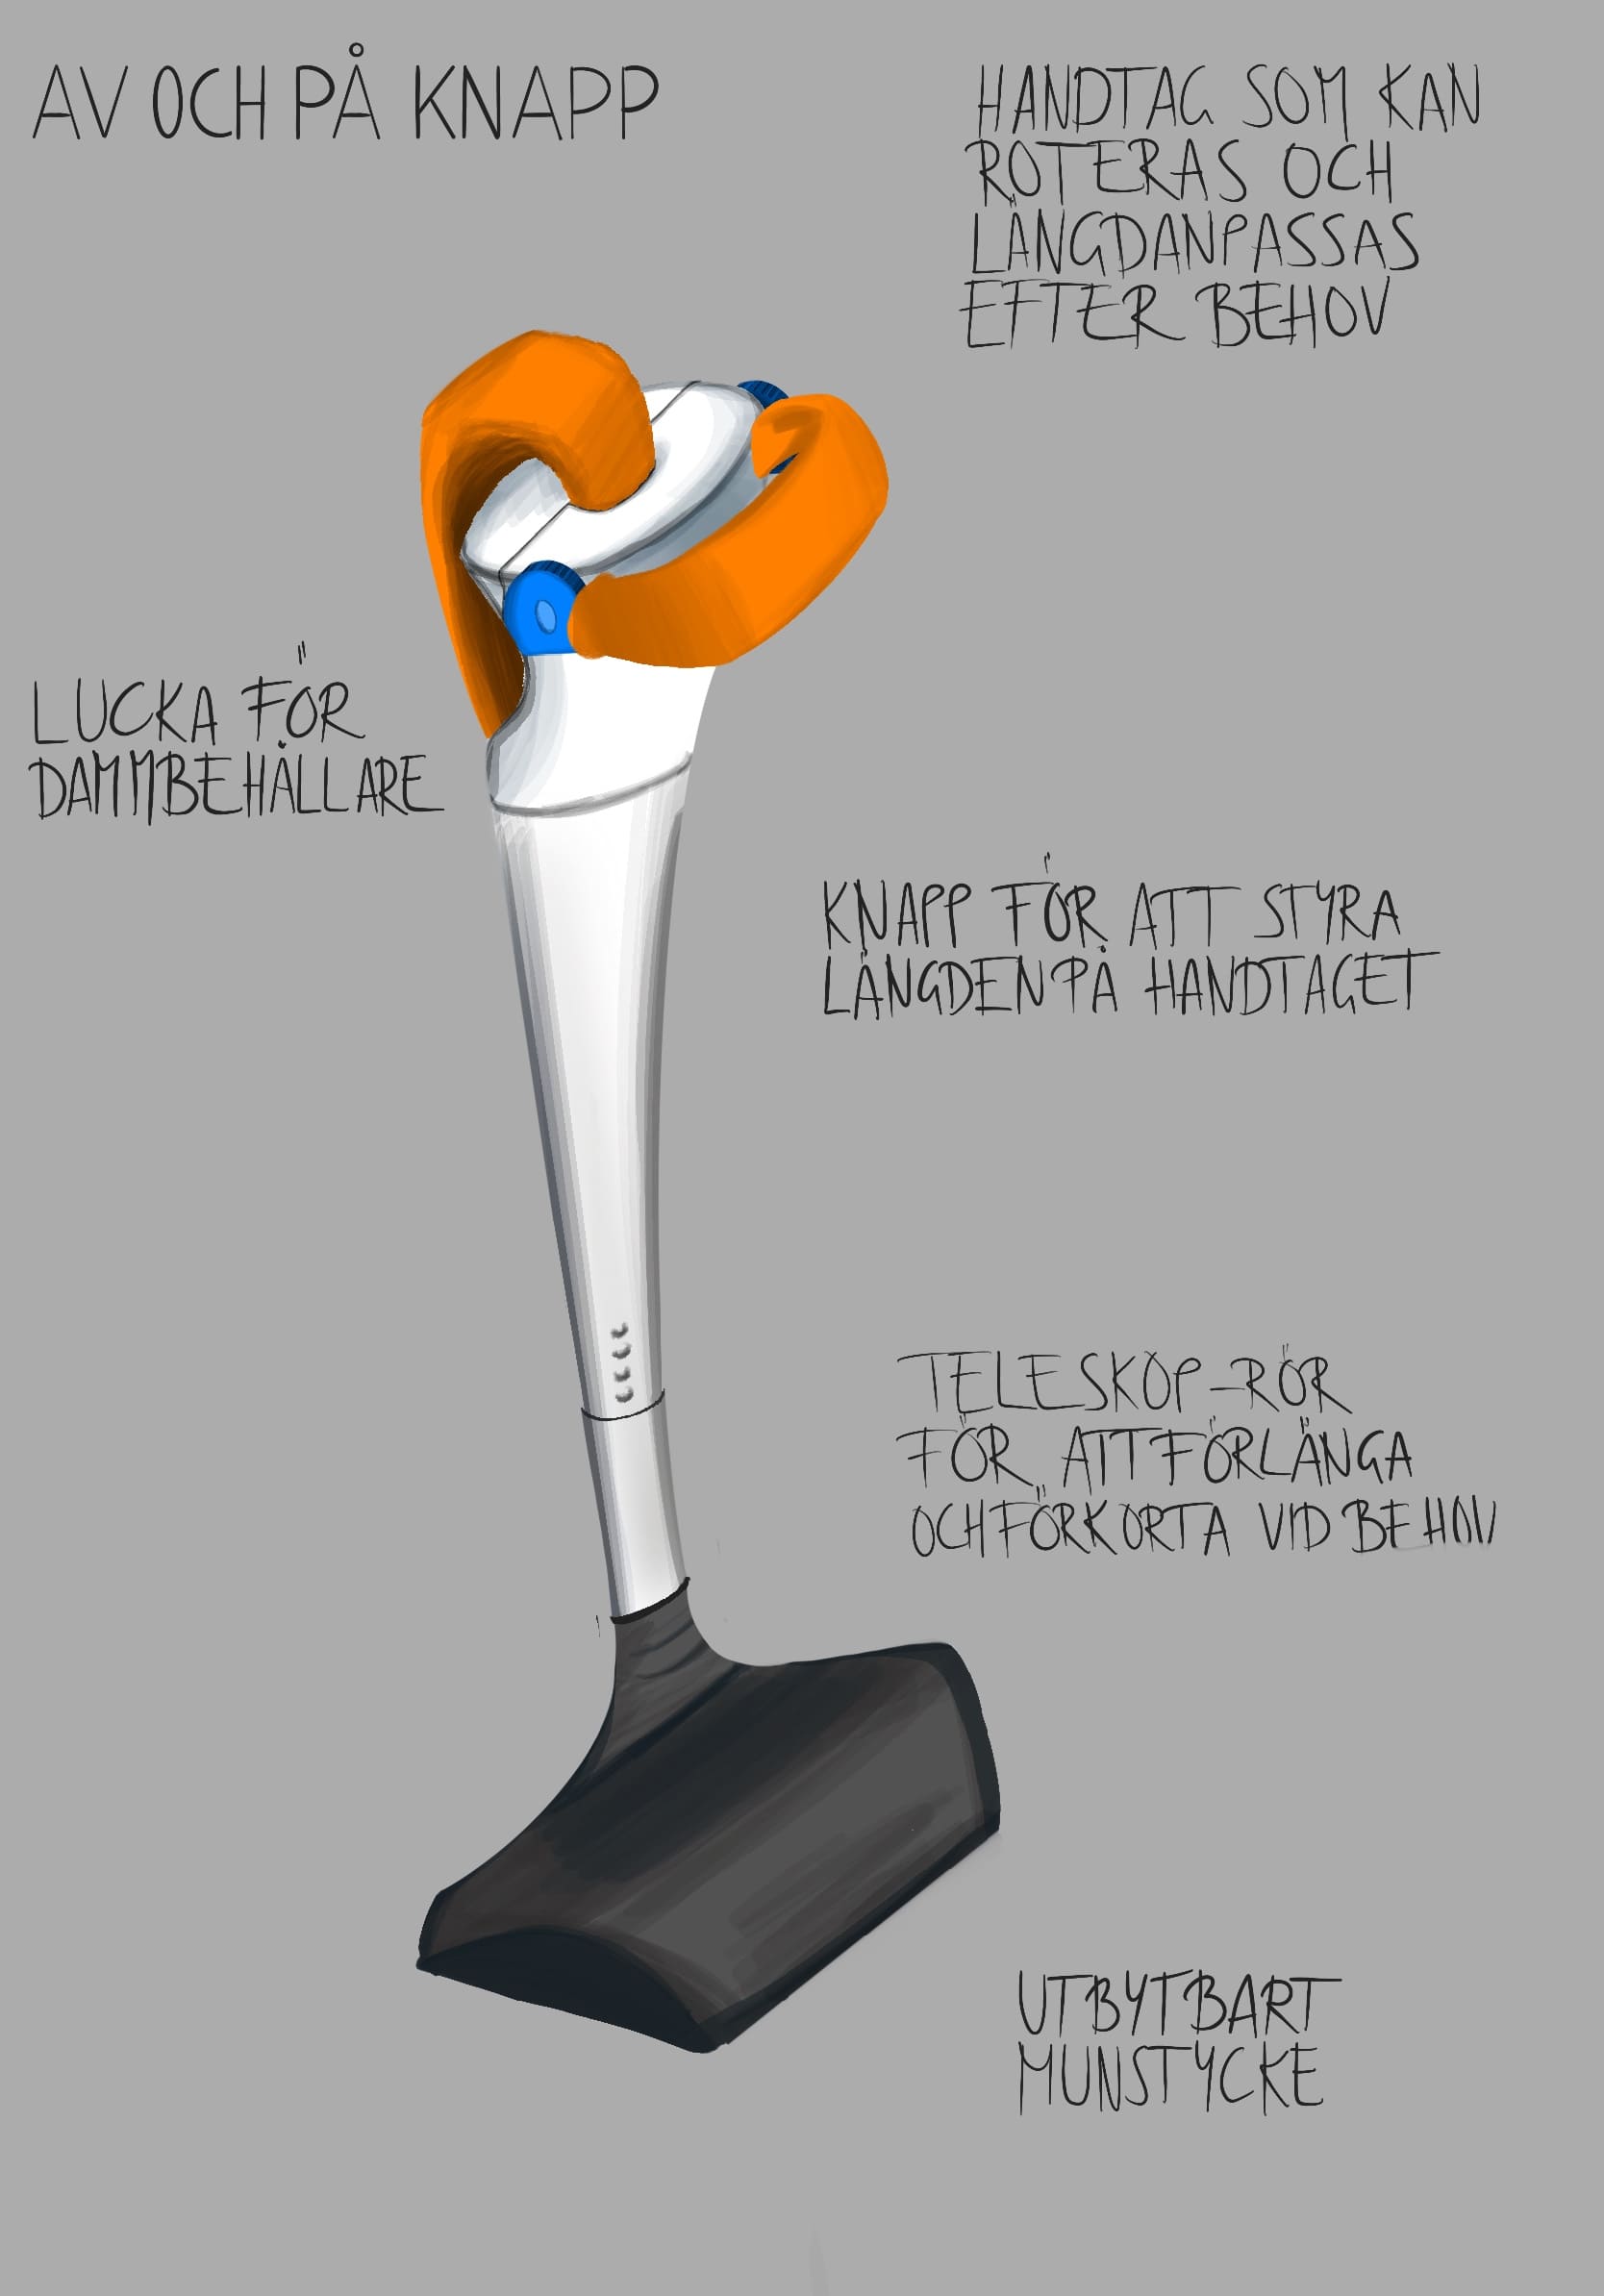 AV OCH PÅ KNAPP
HANDTAG SOM KAN
ROTERAS OCH
LÄNGDANPASSAS
EFTER BEHOV
LUCKA FÖR
DAMMBEHÅLLARE
KNAPP FÖR ATT STYRA
LÄNGDEN PÅ HANDTAGET
TELESKOP-RÖR
FÖR ATT FÖRLÄNGA
OCH FÖRKORTA VID BEHOV
UTBYTBART
MUNSTYCKE